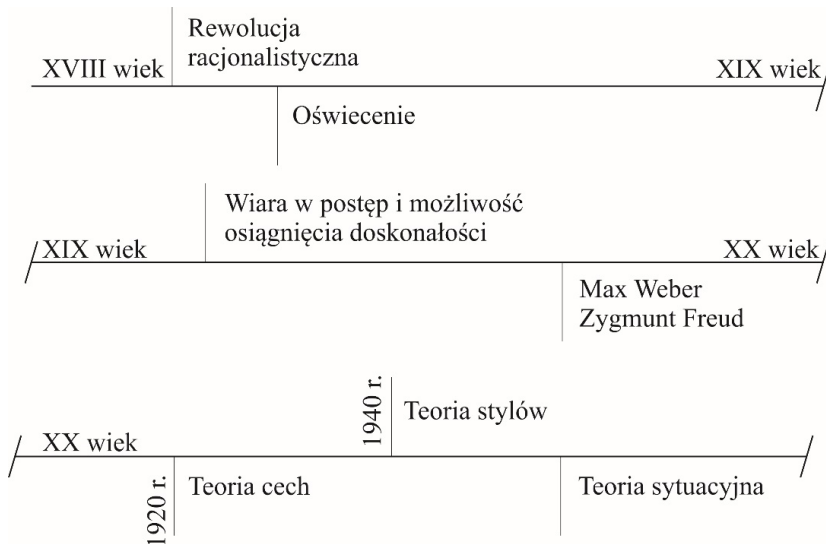 Rewolucja
racjonalistyczna
XVIII wiek
XIX wiek
Oświecenie
Wiara w postęp i możliwość
osiągnięcia doskonałości
XIX wiek
XX wiek
Max Weber
Zygmunt Freud
1940 r.
Teoria stylów
XX wiek
1920 r.
Teoria cech
Teoria sytuacyjna